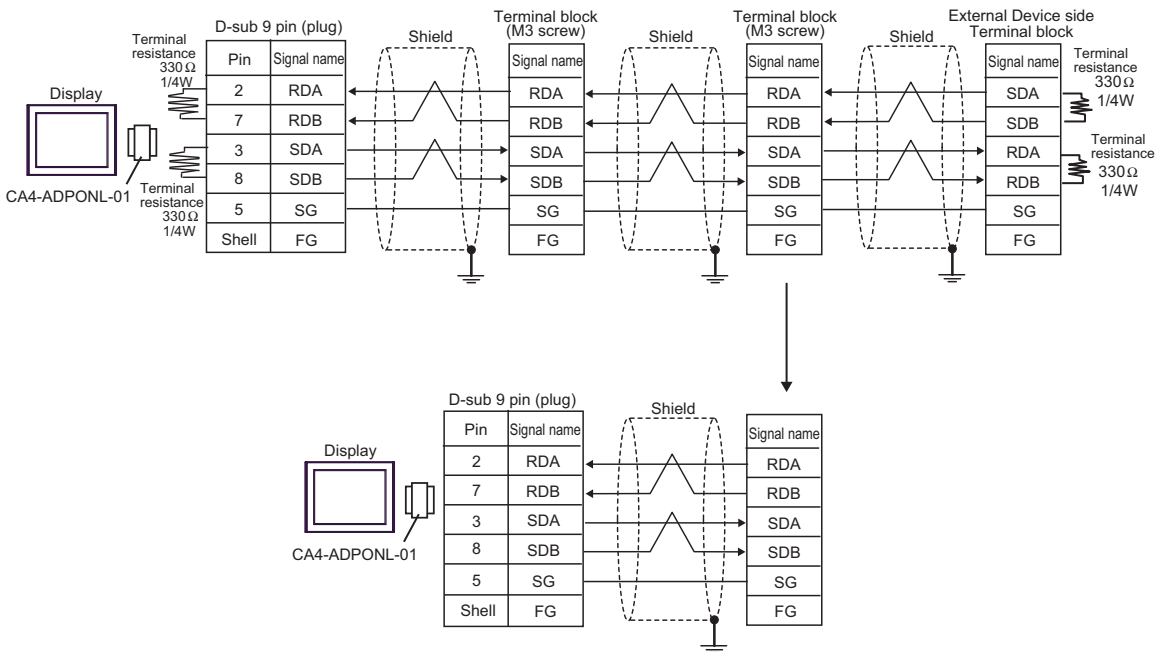 Terminal block
(M3 screw)
Terminal block
(M3 screw)
External Device side
Terminal block
D-sub 9 pin (plug)
Shield
Shield
Shield
Terminal
resistance
330Ω
1/4W
Pin Signal name
Signal name
Signal name
Signal name
Terminal
resistance
330Ω
1/4W
Display
2 RDA
RDA
RDA
SDA
7 RDB
RDB
RDB
SDB
3 SDA
SDA
SDA
RDA
Terminal
resistance
330Ω
1/4W
8 SDB
SDB
SDB
RDB
CA4-ADPONL-01
Terminal
resistance
330Ω
1/4W
5 SG
SG
SG
SG
Shell FG
FG
FG
FG
D-sub 9 pin (plug)
Shield
Pin Signal name
Signal name
Display
2 RDA
RDA
7 RDB
RDB
3 SDA
SDA
8 SDB
SDB
CA4-ADPONL-01
5 SG
SG
Shell FG
FG